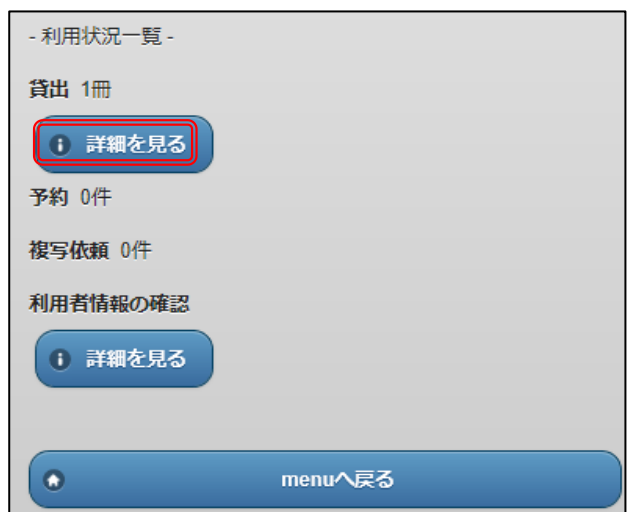 - 利用状況一覧 -
貸出 1冊
詳細を見る
予約 0件
複写依頼 0件
利用者情報の確認
詳細を見る
menuへ戻る